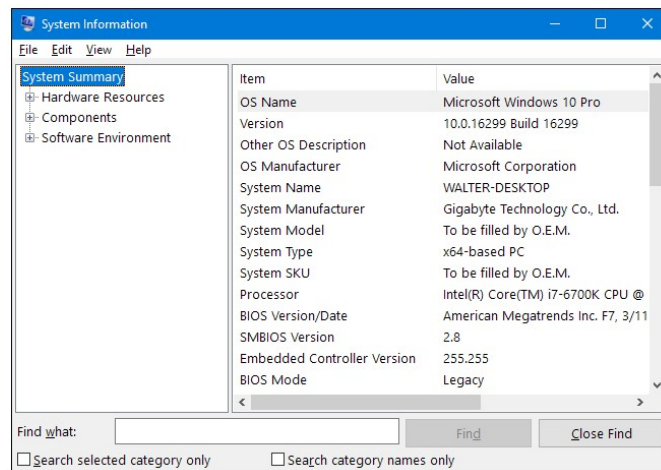 System Information
File Edit View Help
System Summary
Hardware Resources
Components
Software Environment
Item Value
OS Name Microsoft Windows 10 Pro
Version 10.0.16299 Build 16299
Other OS Description Not Available
OS Manufacturer Microsoft Corporation
System Name WALTER-DESKTOP
System Manufacturer Gigabyte Technology Co., Ltd.
System Model To be filled by O.E.M.
System Type x64-based PC
System SKU To be filled by O.E.M.
Processor Intel(R) Core(TM) i7-6700K CPU @
BIOS Version/Date American Megatrends Inc. F7, 3/11
SMBIOS Version 2.8
Embedded Controller Version 255.255
BIOS Mode Legacy
Find what: Find Close Find
Search selected category only Search category names only